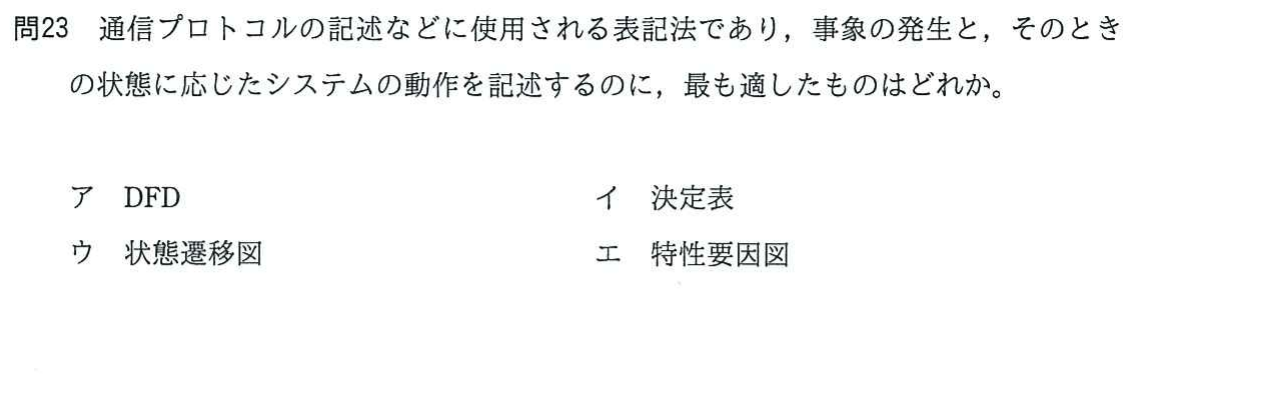 問23 通信プロトコルの記述などに使用される表記法であり，事象の発生と，そのとき
の状態に応じたシステムの動作を記述するのに，最も適したものはどれか。
ア DFD イ 決定表
ウ 状態遷移図 エ 特性要因図